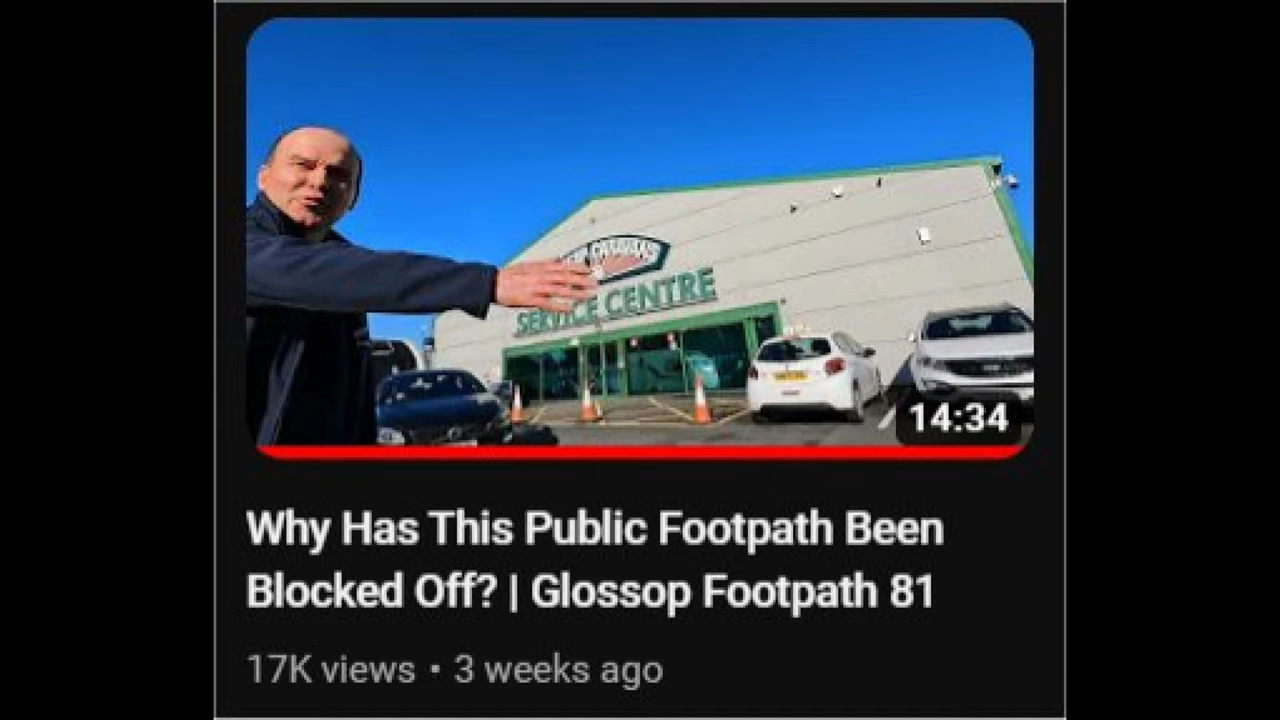 SERVICE CENTRE
14:34
Why Has This Public Footpath Been
Blocked Off? | Glossop Footpath 81
17K views • 3 weeks ago